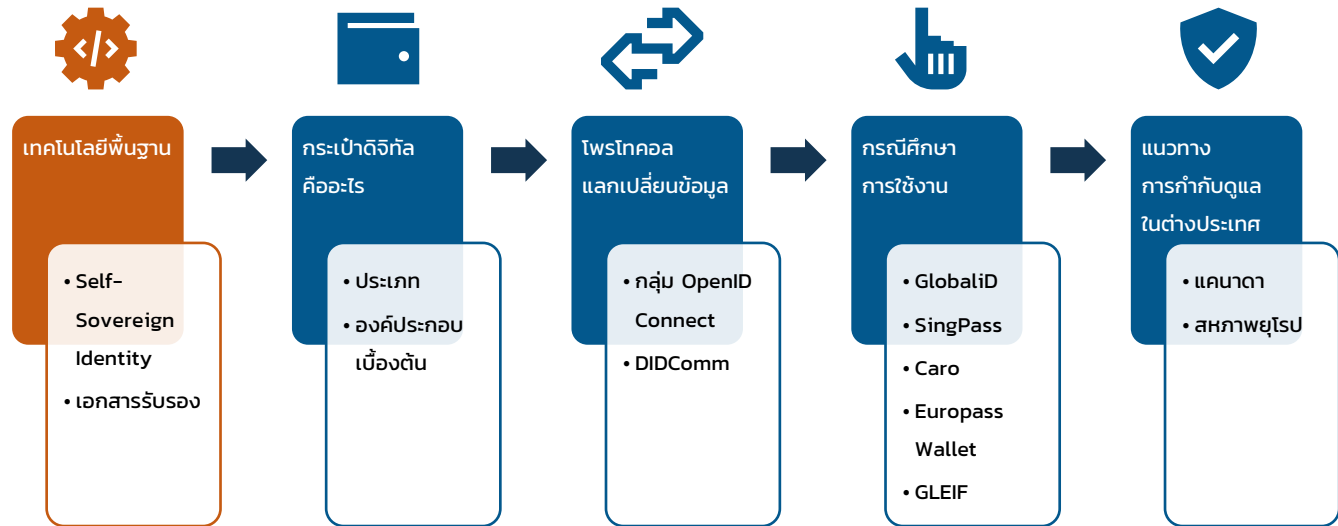 </>
เทคโนโลยีพื้นฐาน
• Self-
Sovereign
Identity
• เอกสารรับรอง
กระเป๋าดิจิทัล
คืออะไร
• ประเภท
• องค์ประกอบ
เบื้องต้น
โพรโทคอล
แลกเปลี่ยนข้อมูล
• กลุ่ม OpenID
Connect
• DIDComm
กรณีศึกษา
การใช้งาน
• GlobaliD
• SingPass
• Caro
• Europass
Wallet
• GLEIF
แนวทาง
การกำกับดูแล
ในต่างประเทศ
• แคนาดา
• สหภาพยุโรป